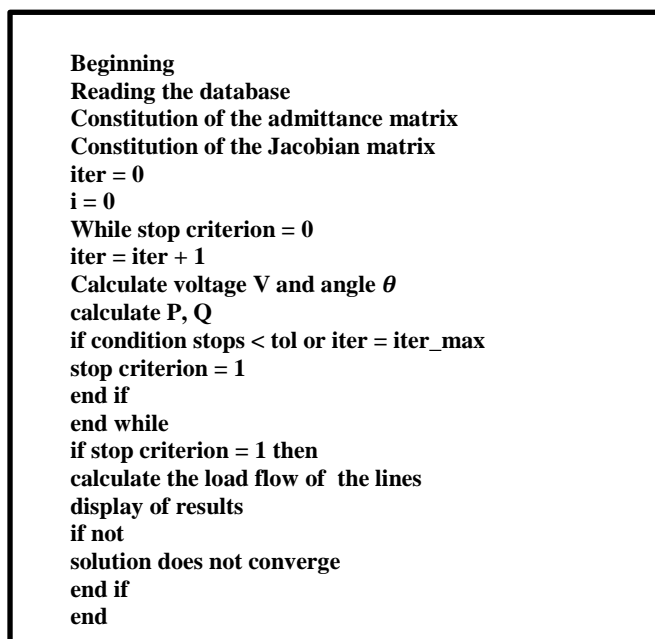 Beginning
Reading the database
Constitution of the admittance matrix
Constitution of the Jacobian matrix
iter = 0
i = 0
While stop criterion = 0
iter = iter + 1
Calculate voltage V and angle θ
calculate P, Q
if condition stops < tol or iter = iter_max
stop criterion = 1
end if
end while
if stop criterion = 1 then
calculate the load flow of the lines
display of results
if not
solution does not converge
end if
end